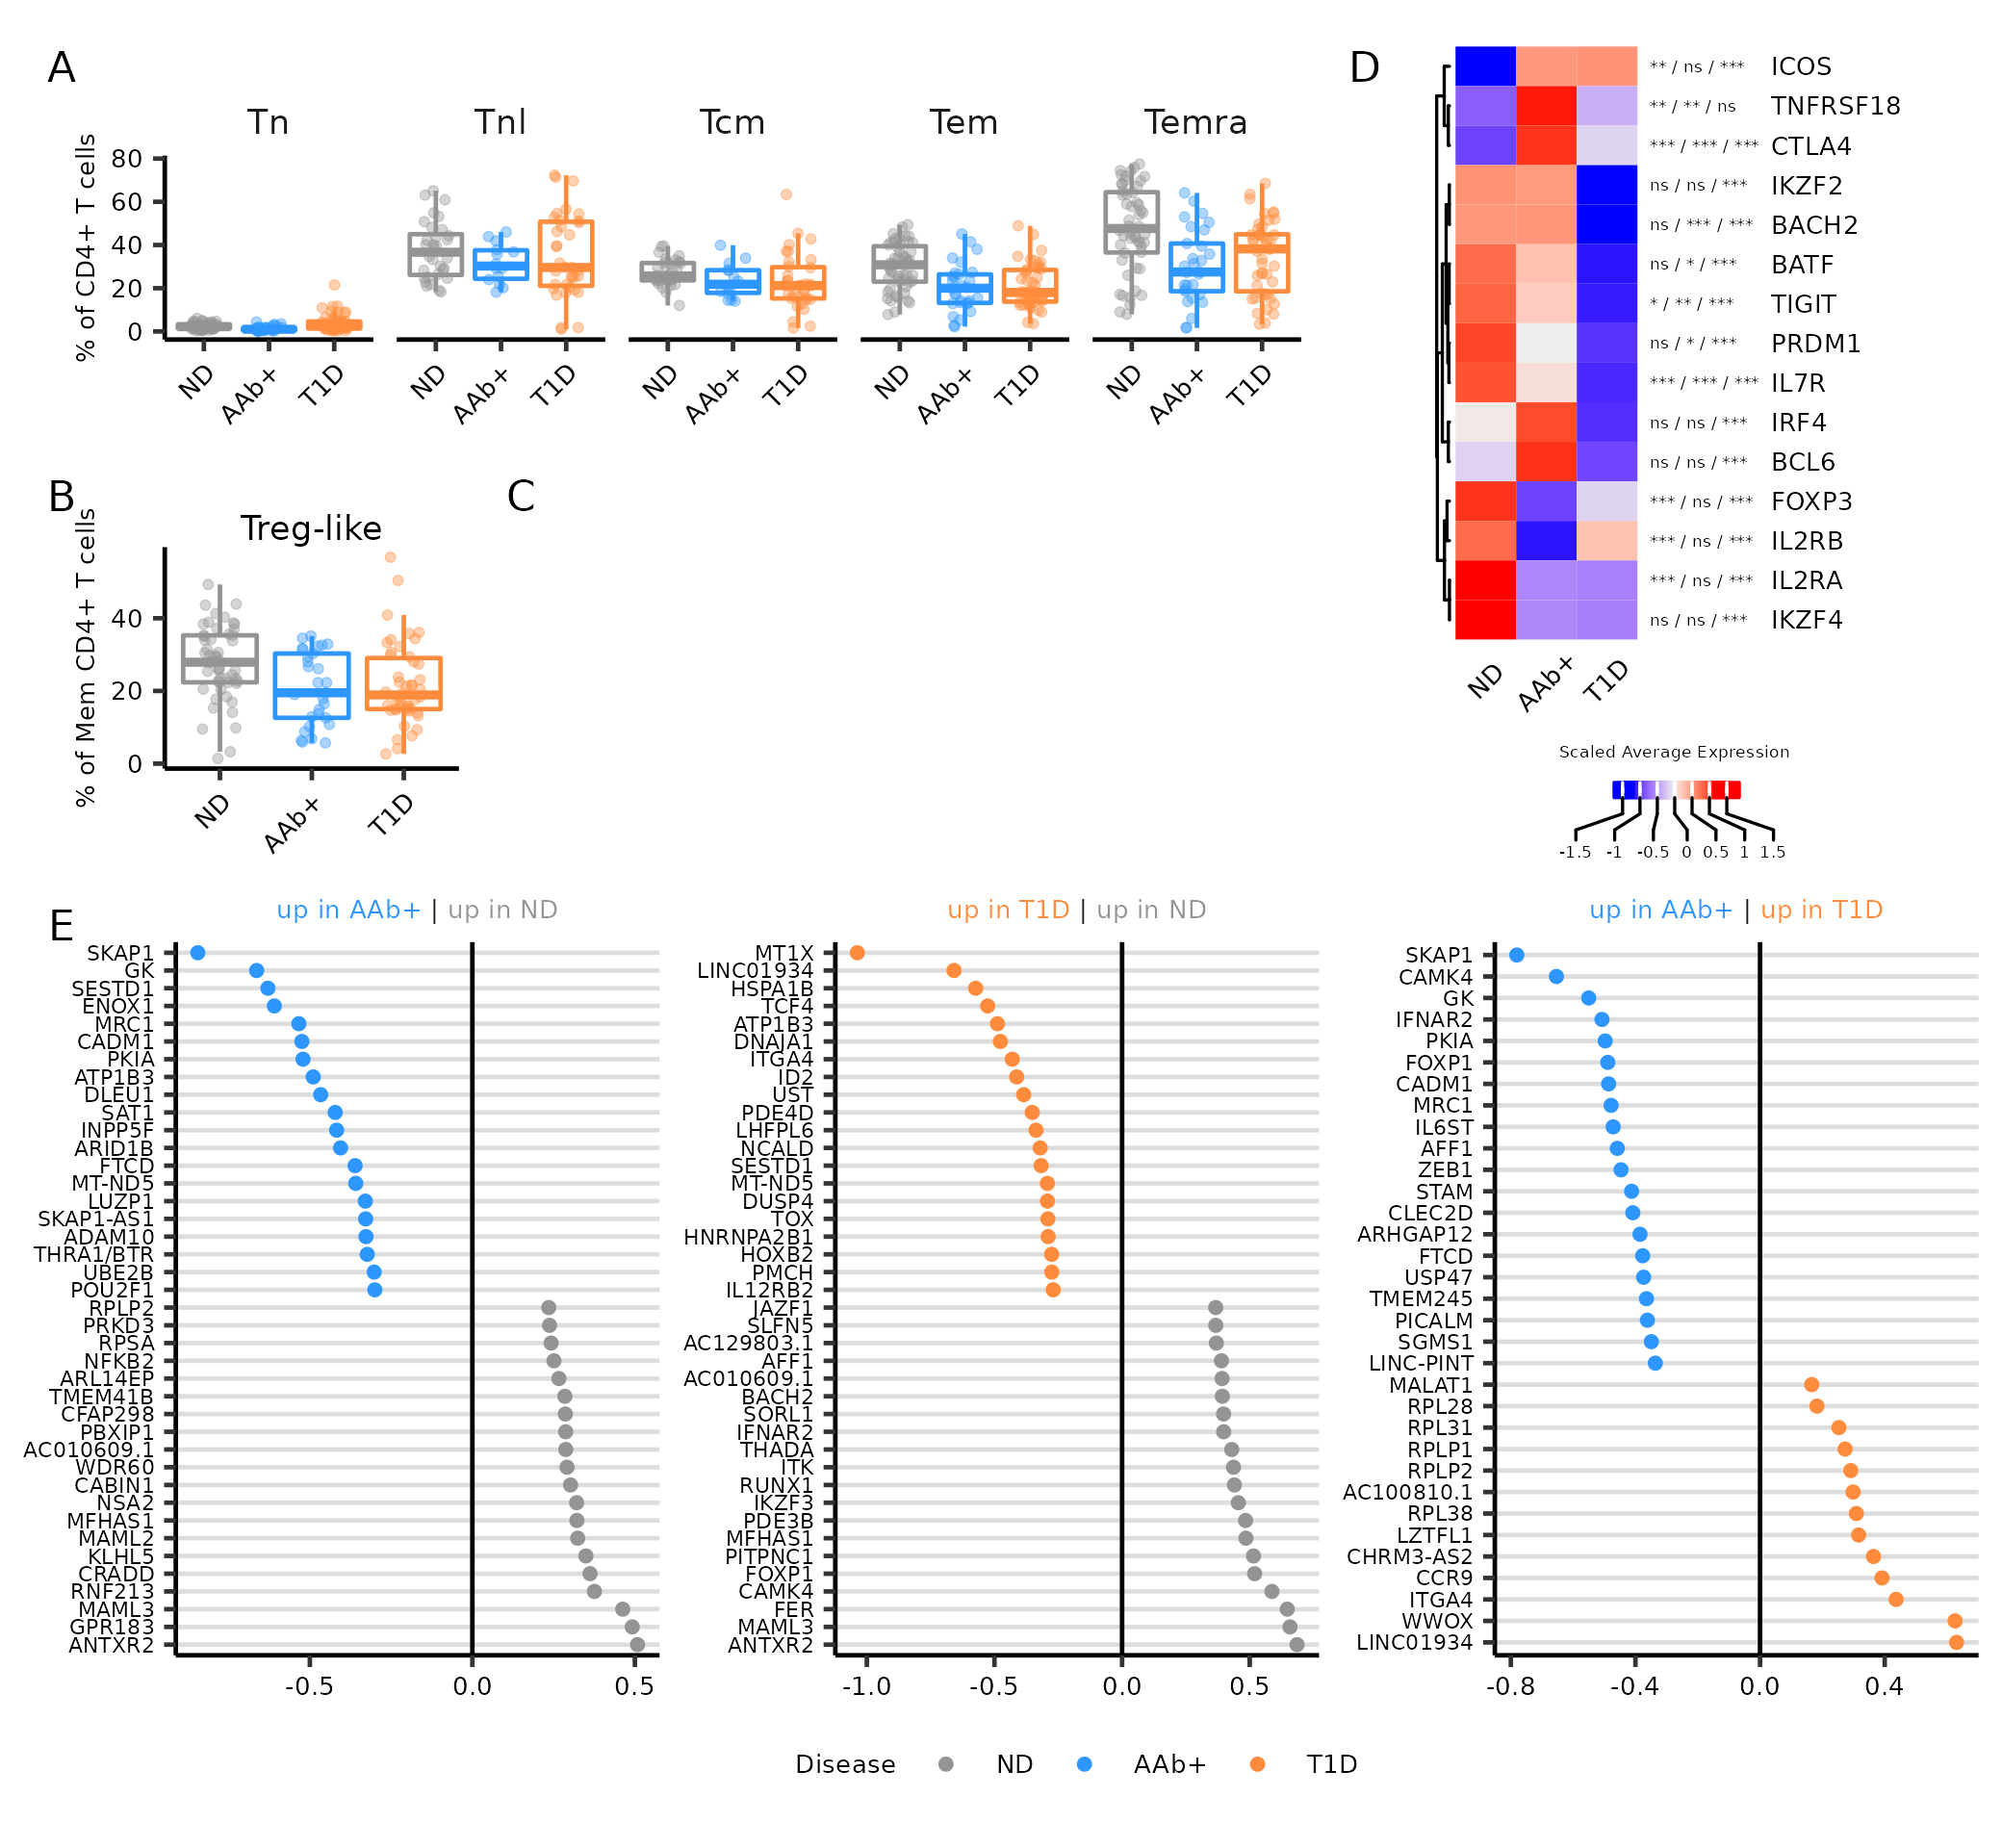 A
Tn
Tnl
Tcm
Tem
Temra
% of CD4+ T cells
80
60
40
20
0
ND
AAb+
T1D
ND
AAb+
T1D
ND
AAb+
T1D
ND
AAb+
T1D
ND
AAb+
T1D
B
Treg-like
% of Mem CD4+ T cells
40
20
0
ND
AAb+
T1D
C
D
** / ns / *** ICOS
** / ** / ns TNFRSF18
*** / *** / *** CTLA4
ns / ns / *** IKZF2
ns / *** / *** BACH2
ns / * / *** BATF
* / ** / *** TIGIT
ns / * / *** PRDM1
*** / *** / *** IL7R
ns / ns / *** IRF4
ns / ns / *** BCL6
*** / ns / *** FOXP3
*** / ns / *** IL2RB
*** / ns / *** IL2RA
ns / ns / *** IKZF4
ND
AAb+
T1D
Scaled Average Expression
-1.5 -1 -0.5 0 0.5 1 1.5
E
up in AAb+ | up in ND
SKAP1
GK
SESTD1
ENOX1
MRC1
CADM1
PKIA
ATP1B3
DLEU1
SAT1
INPP5F
ARID1B
FTCD
MT-ND5
LUZP1
SKAP1-AS1
ADAM10
THRA1/BTR
UBE2B
POU2F1
RPLP2
PRKD3
RPSA
NFKB2
ARL14EP
TMEM41B
CFAP298
PBXIP1
AC010609.1
WDR60
CABIN1
NSA2
MFHAS1
MAML2
KLHL5
CRADD
RNF213
MAML3
GPR183
ANTXR2
-0.5 0.0 0.5
up in T1D | up in ND
MT1X
LINC01934
HSPA1B
TCF4
ATP1B3
DNAJA1
ITGA4
ID2
UST
PDE4D
LHFPL6
NCALD
SESTD1
MT-ND5
DUSP4
TOX
HNRNPA2B1
HOXB2
PMCH
IL12RB2
JAZF1
SLFN5
AC129803.1
AFF1
AC010609.1
BACH2
SORL1
IFNAR2
THADA
ITK
RUNX1
IKZF3
PDE3B
MFHAS1
PITPNC1
FOXP1
CAMK4
FER
MAML3
ANTXR2
-1.0 -0.5 0.0 0.5
up in AAb+ | up in T1D
SKAP1
CAMK4
GK
IFNAR2
PKIA
FOXP1
CADM1
MRC1
IL6ST
AFF1
ZEB1
STAM
CLEC2D
ARHGAP12
FTCD
USP47
TMEM245
PICALM
SGMS1
LINC-PINT
MALAT1
RPL28
RPL31
RPLP1
RPLP2
AC100810.1
RPL38
LZTFL1
CHRM3-AS2
CCR9
ITGA4
WWOX
LINC01934
-0.8 -0.4 0.0 0.4
Disease ND AAb+ T1D